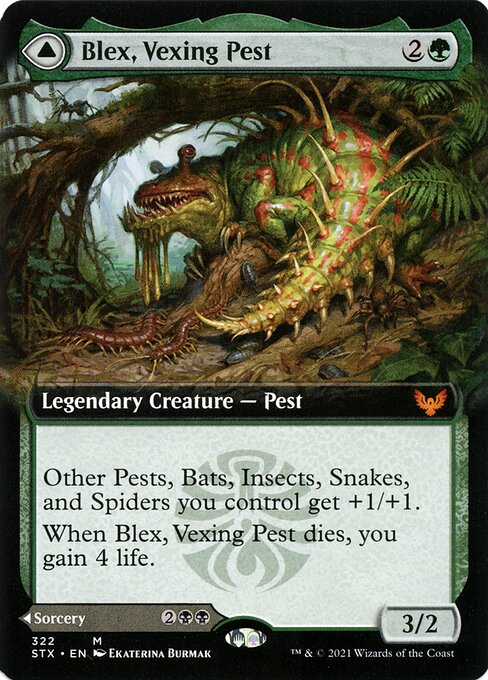 Blex, Vexing Pest 2
Legendary Creature — Pest
Other Pests, Bats, Insects, Snakes,
and Spiders you control get +1/+1.
When Blex, Vexing Pest dies, you
gain 4 life.
Sorcery 2
3/2
322 M
STX • EN Ekaterina Burmak
™ & © 2021 Wizards of the Coast